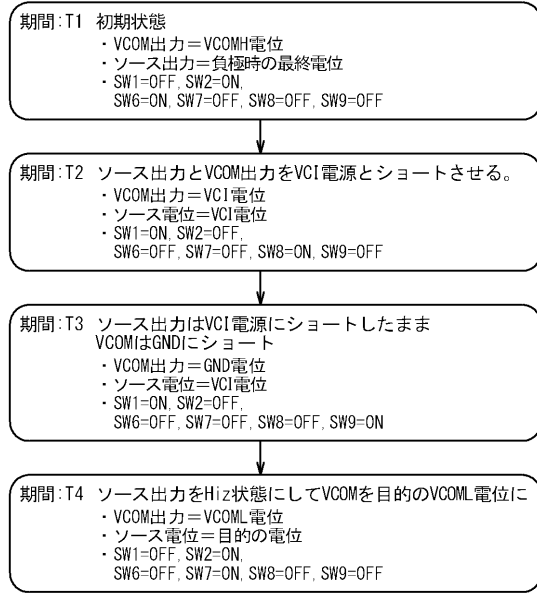 期間:T1 初期状態
・VCOM出力=VCOMH電位
・ソース出力=負極時の最終電位
・SW1=OFF, SW2=ON,
SW6=ON, SW7=OFF, SW8=OFF, SW9=OFF
期間:T2 ソース出力とVCOM出力をVCI電源とショートさせる。
・VCOM出力=VCI電位
・ソース電位=VCI電位
・SW1=ON, SW2=OFF,
SW6=OFF, SW7=OFF, SW8=ON, SW9=OFF
期間:T3 ソース出力はVCI電源にショートしたまま
VCOMはGNDにショート
・VCOM出力=GND電位
・ソース電位=VCI電位
・SW1=ON, SW2=OFF,
SW6=OFF, SW7=OFF, SW8=OFF, SW9=ON
期間:T4 ソース出力をHiz状態にしてVCOMを目的のVCOML電位に
・VCOM出力=VCOML電位
・ソース電位=目的の電位
・SW1=OFF, SW2=ON,
SW6=OFF, SW7=ON, SW8=OFF, SW9=OFF